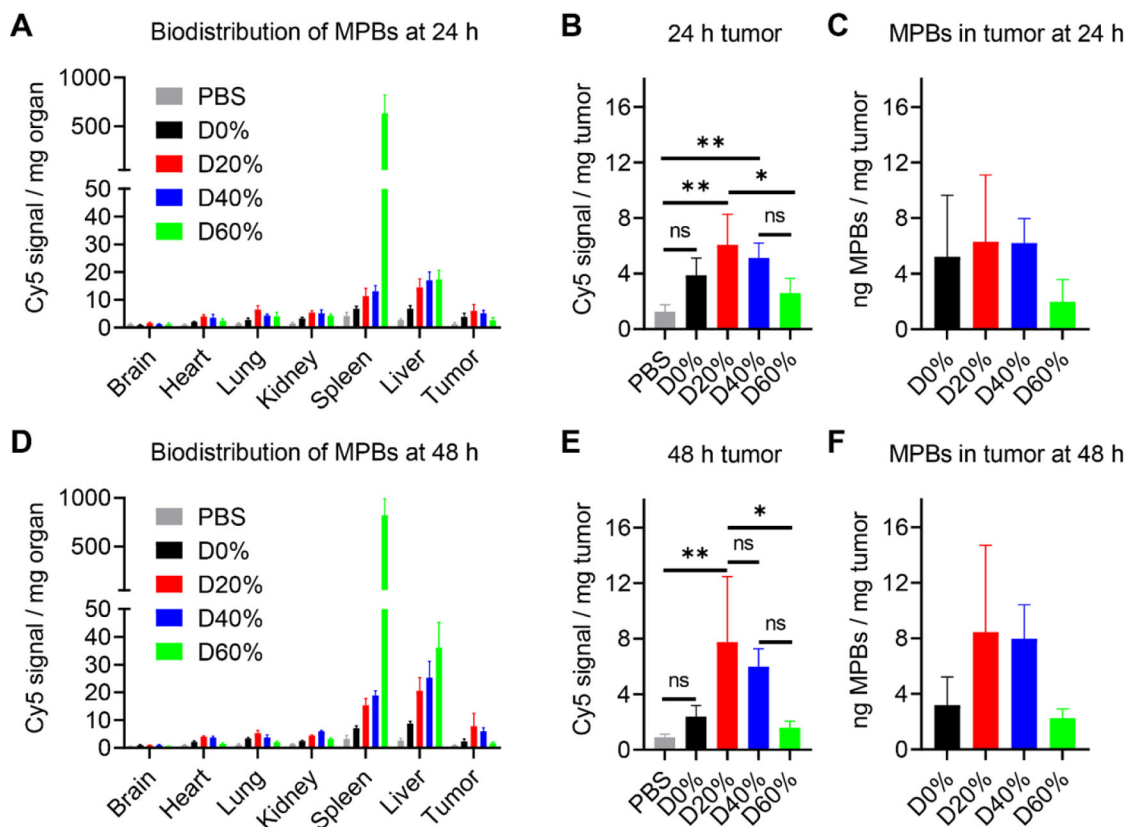 A
Biodistribution of MPBs at 24 h
Cy5 signal / mg organ
1000
500
50
40
30
20
10
0
PBS
D0%
D20%
D40%
D60%
Brain
Heart
Lung
Kidney
Spleen
Liver
Tumor
B
24 h tumor
Cy5 signal / mg tumor
16
12
8
4
0
**
**
*
ns
ns
PBS
D0%
D20%
D40%
D60%
C
MPBs in tumor at 24 h
ng MPBs / mg tumor
16
12
8
4
0
D0%
D20%
D40%
D60%
D
Biodistribution of MPBs at 48 h
Cy5 signal / mg organ
1000
500
50
40
30
20
10
0
PBS
D0%
D20%
D40%
D60%
Brain
Heart
Lung
Kidney
Spleen
Liver
Tumor
E
48 h tumor
Cy5 signal / mg tumor
16
12
8
4
0
*
**
ns
ns
ns
PBS
D0%
D20%
D40%
D60%
F
MPBs in tumor at 48 h
ng MPBs / mg tumor
16
12
8
4
0
D0%
D20%
D40%
D60%